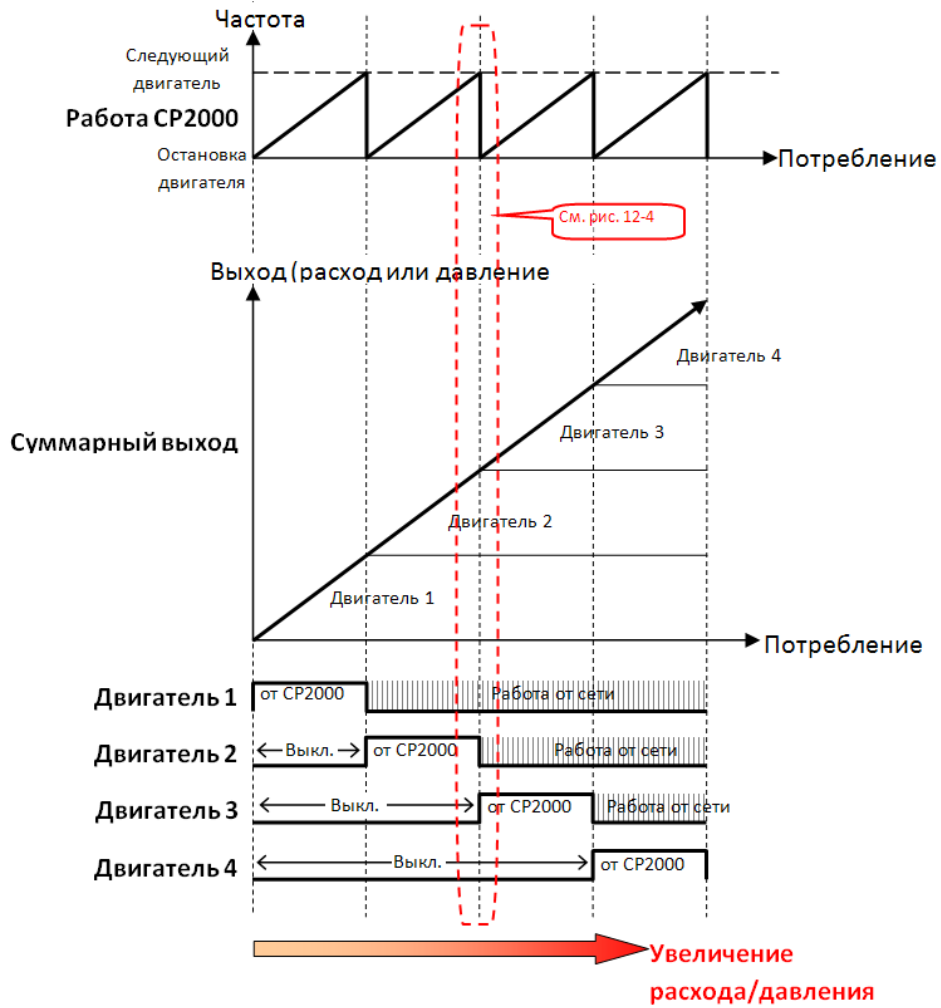 Частота
Следующий
двигатель
Работа CP2000
Остановка
двигателя
Потребление
См. рис. 12-4
Выход (расход или давление
Двигатель 4
Двигатель 3
Суммарный выход
Двигатель 2
Двигатель 1
Потребление
Двигатель 1 от CP2000 Работа от сети
Двигатель 2 Выкл. от CP2000 Работа от сети
Двигатель 3 Выкл. от CP2000 Работа от сети
Двигатель 4 Выкл. от CP2000
Увеличение
расхода/давления